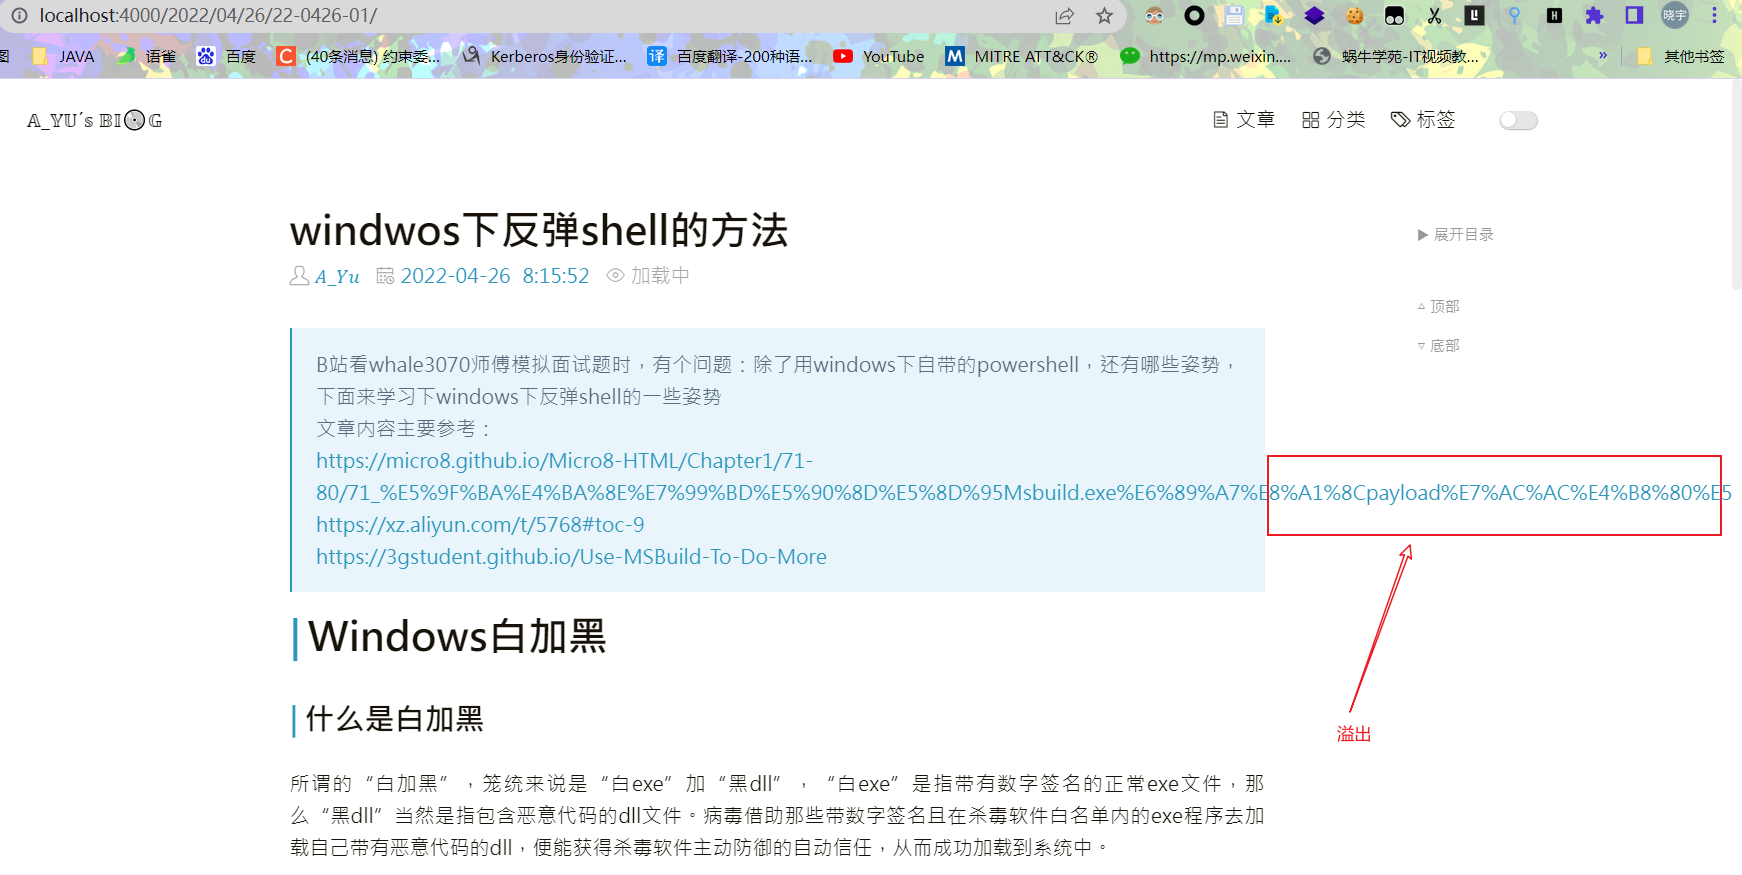 localhost:4000/2022/04/26/22-0426-01/
图 JAVA 语雀 百度 (40条消息) 约束委... Kerberos身份验证... 译 百度翻译-200种语... YouTube M MITRE ATT&CK® https://mp.weixin.... 蜗牛学苑-IT视频教... » 其他书签
晓宇
A_YU´s BlOG 文章 分类 标签
windwos下反弹shell的方法
A_Yu 2022-04-26 8:15:52 加载中
▶ 展开目录
▵ 顶部
▿ 底部
B站看whale3070师傅模拟面试题时，有个问题：除了用windows下自带的powershell，还有哪些姿势，
下面来学习下windows下反弹shell的一些姿势
文章内容主要参考：
https://micro8.github.io/Micro8-HTML/Chapter1/71-
80/71_%E5%9F%BA%E4%BA%8E%E7%99%BD%E5%90%8D%E5%8D%95Msbuild.exe%E6%89%A7%E8%A1%8Cpayload%E7%AC%AC%E4%B8%80%E5
https://xz.aliyun.com/t/5768#toc-9
https://3gstudent.github.io/Use-MSBuild-To-Do-More
溢出
Windows白加黑
什么是白加黑
所谓的“白加黑”，笼统来说是“白exe”加“黑dll”，“白exe”是指带有数字签名的正常exe文件，那
么“黑dll”当然是指包含恶意代码的dll文件。病毒借助那些带数字签名且在杀毒软件白名单内的exe程序去加
载自己带有恶意代码的dll，便能获得杀毒软件主动防御的自动信任，从而成功加载到系统中。